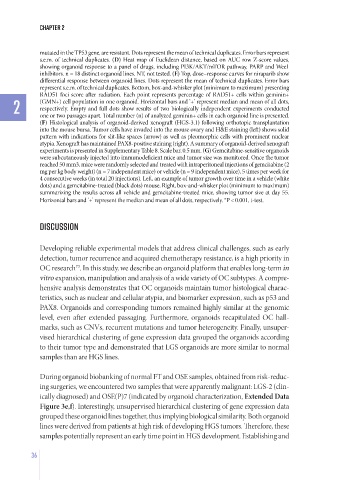 CHAPTER 2
mutated in the TP53 gene, are resistant. Dots represent the mean of technical duplicates. Error bars represent
s.e.m. of technical duplicates. (D) Heat map of Euclidean distance, based on AUC row Z-score values,
showing organoid response to a panel of drugs, including PI3K/AKT/mTOR pathway, PARP and Wee1
inhibitors. n = 18 distinct organoid lines. NT, not tested. (E) Top, dose–response curves for niraparib show
differential response between organoid lines. Dots represent the mean of technical duplicates. Error bars
represent s.e.m. of technical duplicates. Bottom, box-and-whisker plot (minimum to maximum) presenting
RAD51 foci score after radiation. Each point represents percentage of RAD51+ cells within geminin+
(GMN+) cell population in one organoid. Horizontal bars and '+' represent median and mean of all dots,
respectively. Empty and full dots show results of two biologically independent experiments conducted
one or two passages apart. Total number (n) of analyzed geminin+ cells in each organoid line is presented.
(F) Histological analysis of organoid-derived xenograft (HGS-3.1) following orthotopic transplantation
into the mouse bursa. Tumor cells have invaded into the mouse ovary and H&E staining (left) shows solid
pattern with indications for slit-like spaces (arrow) as well as pleomorphic cells with prominent nuclear
atypia. Xenograft has maintained PAX8-positive staining (right). A summary of organoid-derived xenograft
experiments is presented in Supplementary Table 8. Scale bar, 0.5 mm. (G) Gemcitabine-sensitive organoids
were subcutaneously injected into immunodeficient mice and tumor size was monitored. Once the tumor
reached 50 mm3, mice were randomly selected and treated with intraperitoneal injections of gemcitabine (2
mg per kg body weight) (n = 7 independent mice) or vehicle (n = 9 independent mice), 5 times per week for
4 consecutive weeks (in total 20 injections). Left, an example of tumor growth over time in a vehicle (white
dots) and a gemcitabine-treated (black dots) mouse. Right, box-and-whisker plot (minimum to maximum)
summarizing the results across all vehicle and gemcitabine-treated mice, showing tumor size at day 55.
Horizontal bars and '+' represent the median and mean of all dots, respectively. *P < 0.001, t-test.
2
DISCUSSION
Developing reliable experimental models that address clinical challenges, such as early
detection, tumor recurrence and acquired chemotherapy resistance, is a high priority in
OC research. In this study, we describe an organoid platform that enables long-term in
vitro expansion, manipulation and analysis of a wide variety of OC subtypes. A compre-
hensive analysis demonstrates that OC organoids maintain tumor histological charac-
teristics, such as nuclear and cellular atypia, and biomarker expression, such as p53 and
PAX8. Organoids and corresponding tumors remained highly similar at the genomic
level, even after extended passaging. Furthermore, organoids recapitulated OC hall-
marks, such as CNVs, recurrent mutations and tumor heterogeneity. Finally, unsuper-
vised hierarchical clustering of gene expression data grouped the organoids according
to their tumor type and demonstrated that LGS organoids are more similar to normal
samples than are HGS lines.
During organoid biobanking of normal FT and OSE samples, obtained from risk-reduc-
ing surgeries, we encountered two samples that were apparently malignant: LGS-2 (clin-
ically diagnosed) and OSE(P)7 (indicated by organoid characterization, Extended Data
Figure 3e,f). Interestingly, unsupervised hierarchical clustering of gene expression data
grouped these organoid lines together, thus implying biological similarity. Both organoid
lines were derived from patients at high risk of developing HGS tumors. Therefore, these
samples potentially represent an early time point in HGS development. Establishing and
36